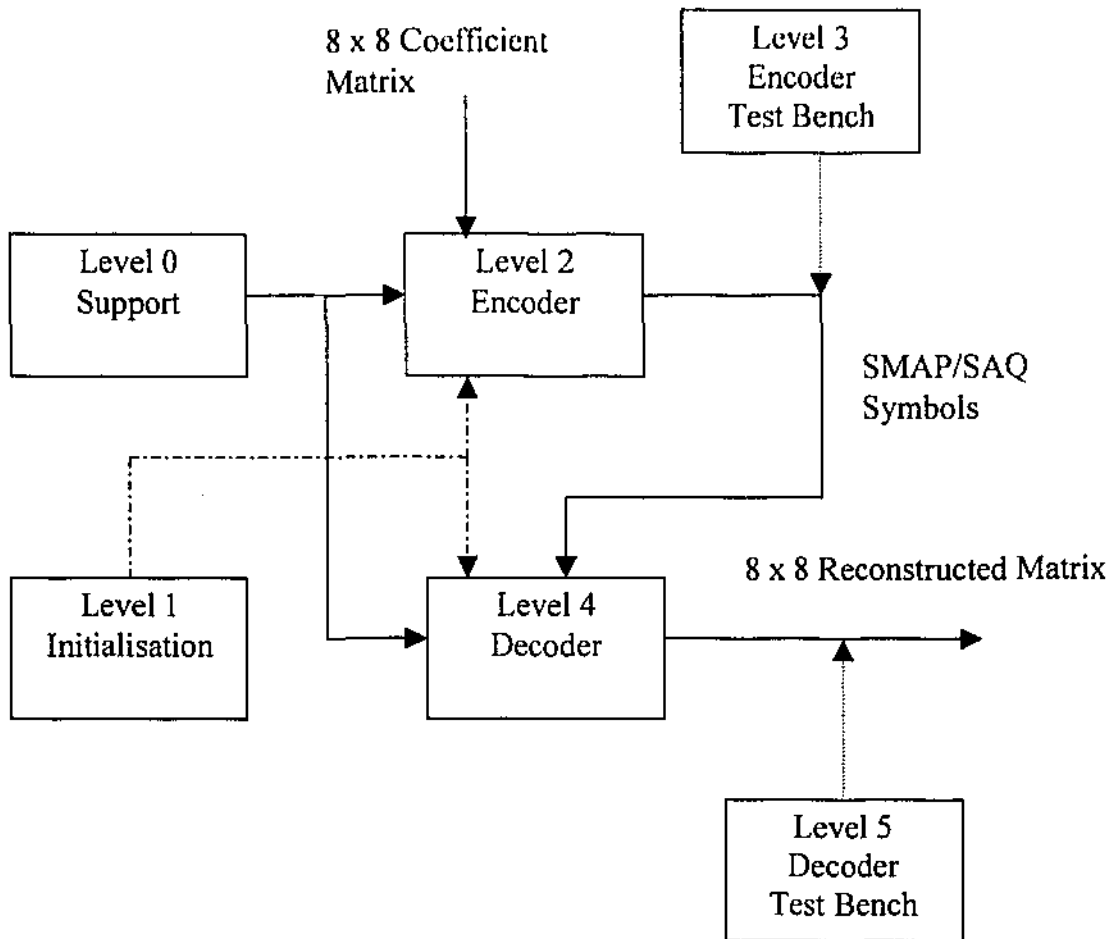 8 x 8 Coefficient
Matrix
Level 3
Encoder
Test Bench
Level 0
Support
Level 2
Encoder
SMAP/SAQ
Symbols
Level 1
Initialisation
Level 4
Decoder
8 x 8 Reconstructed Matrix
Level 5
Decoder
Test Bench